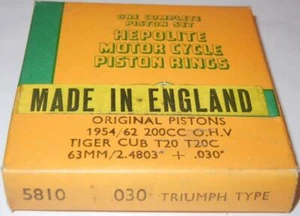 ONE COMPLETE
PISTON SET
HEPOLITE
MOTOR CYCLE
PISTON RINGS
MADE IN ENGLAND
ORIGINAL PISTONS
1954/62 200CC O.H.V
TIGER CUB T20 T20C
63MM/2.4803" + .030"
5810 + .030 TRIUMPH TYPE